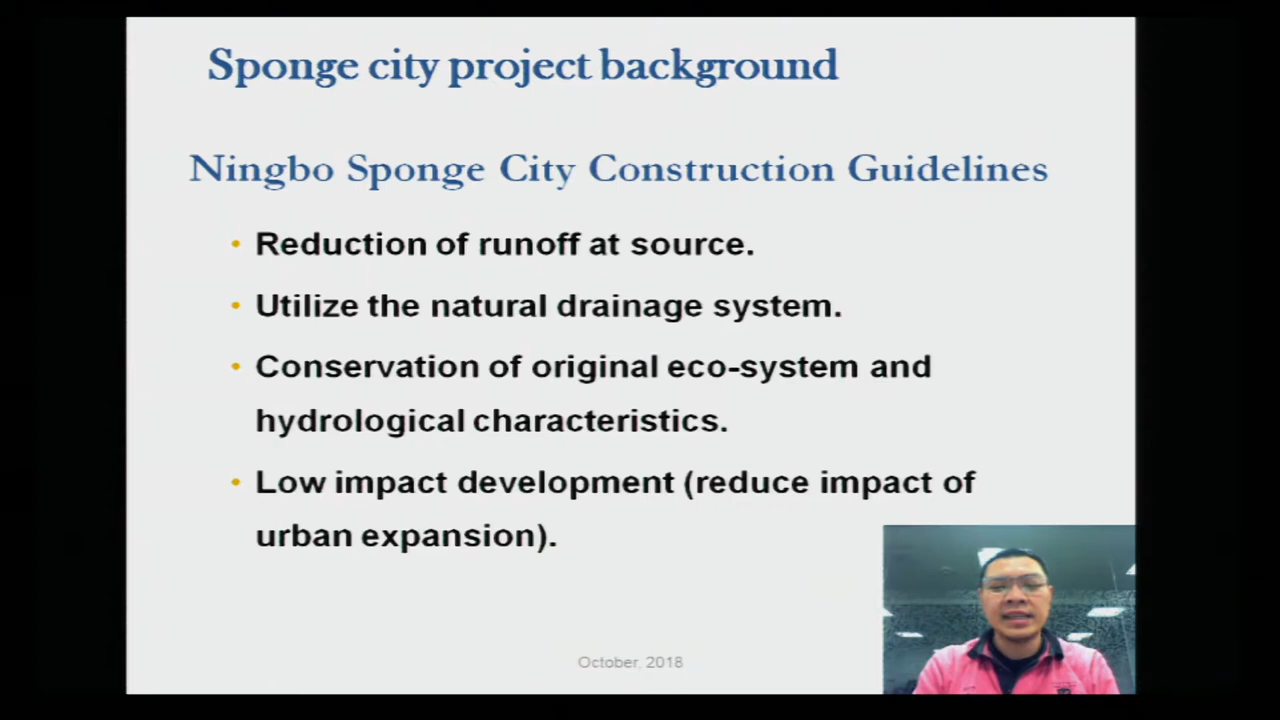 Sponge city project background
Ningbo Sponge City Construction Guidelines
• Reduction of runoff at source.
• Utilize the natural drainage system.
• Conservation of original eco-system and
hydrological characteristics.
• Low impact development (reduce impact of
urban expansion).
October, 2018